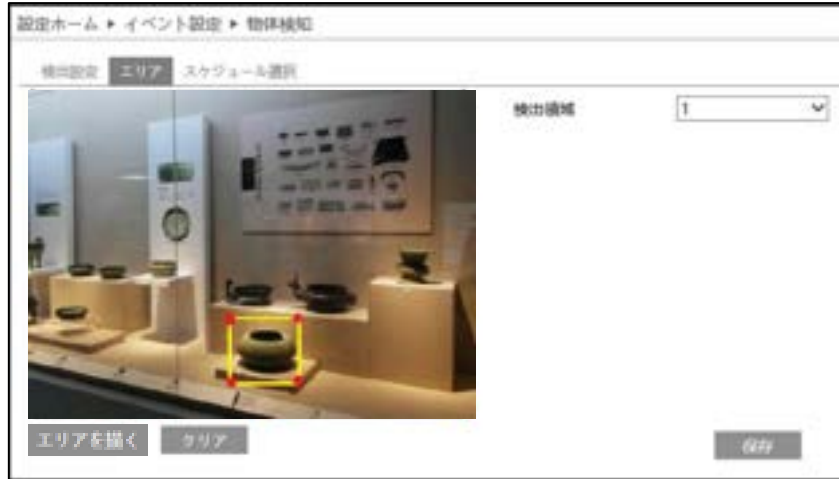 設定ホーム ▶ イベント設定 ▶ 物体検知
検出設定 エリア スケジュール選択
検出領域 1
エリアを描く クリア 保存